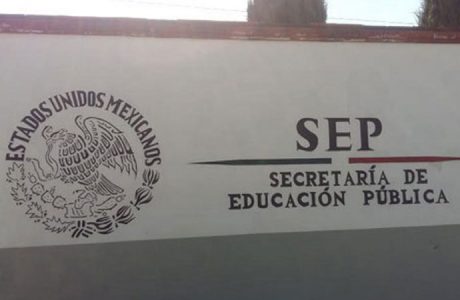 ESTADOS UNIDOS MEXICANOS
SEP
SECRETARÍA DE
EDUCACIÓN PÚBLICA